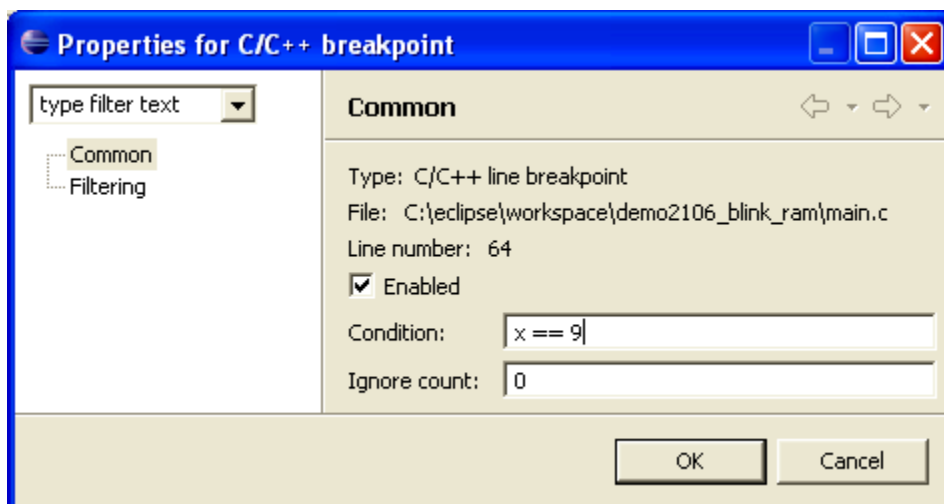 Properties for C/C++ breakpoint
type filter text
Common
Filtering
Common
Type: C/C++ line breakpoint
File: C:\eclipse\workspace\demo2106_blink_ram\main.c
Line number: 64
Enabled
Condition: x == 9
Ignore count: 0
OK Cancel